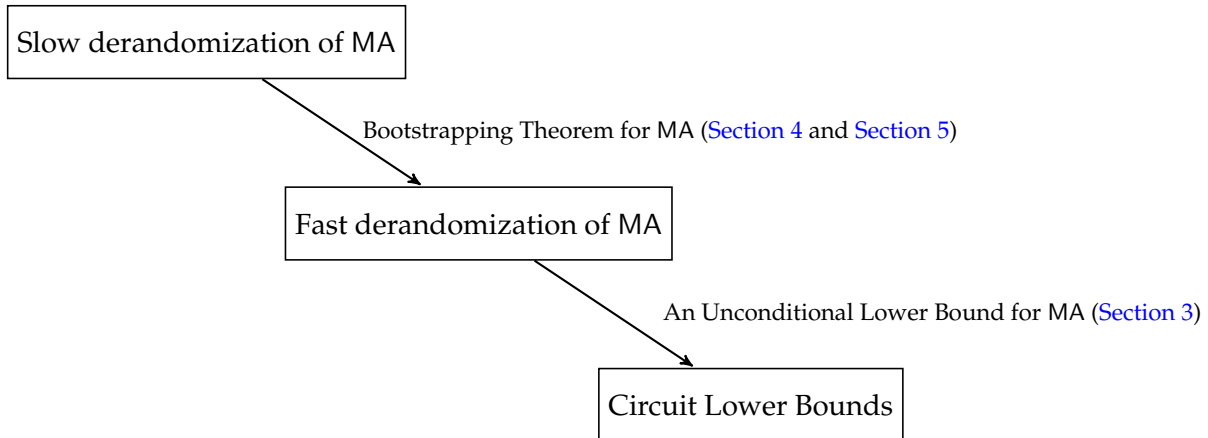 Slow derandomization of MA
Bootstrapping Theorem for MA (Section 4 and Section 5)
Fast derandomization of MA
An Unconditional Lower Bound for MA (Section 3)
Circuit Lower Bounds